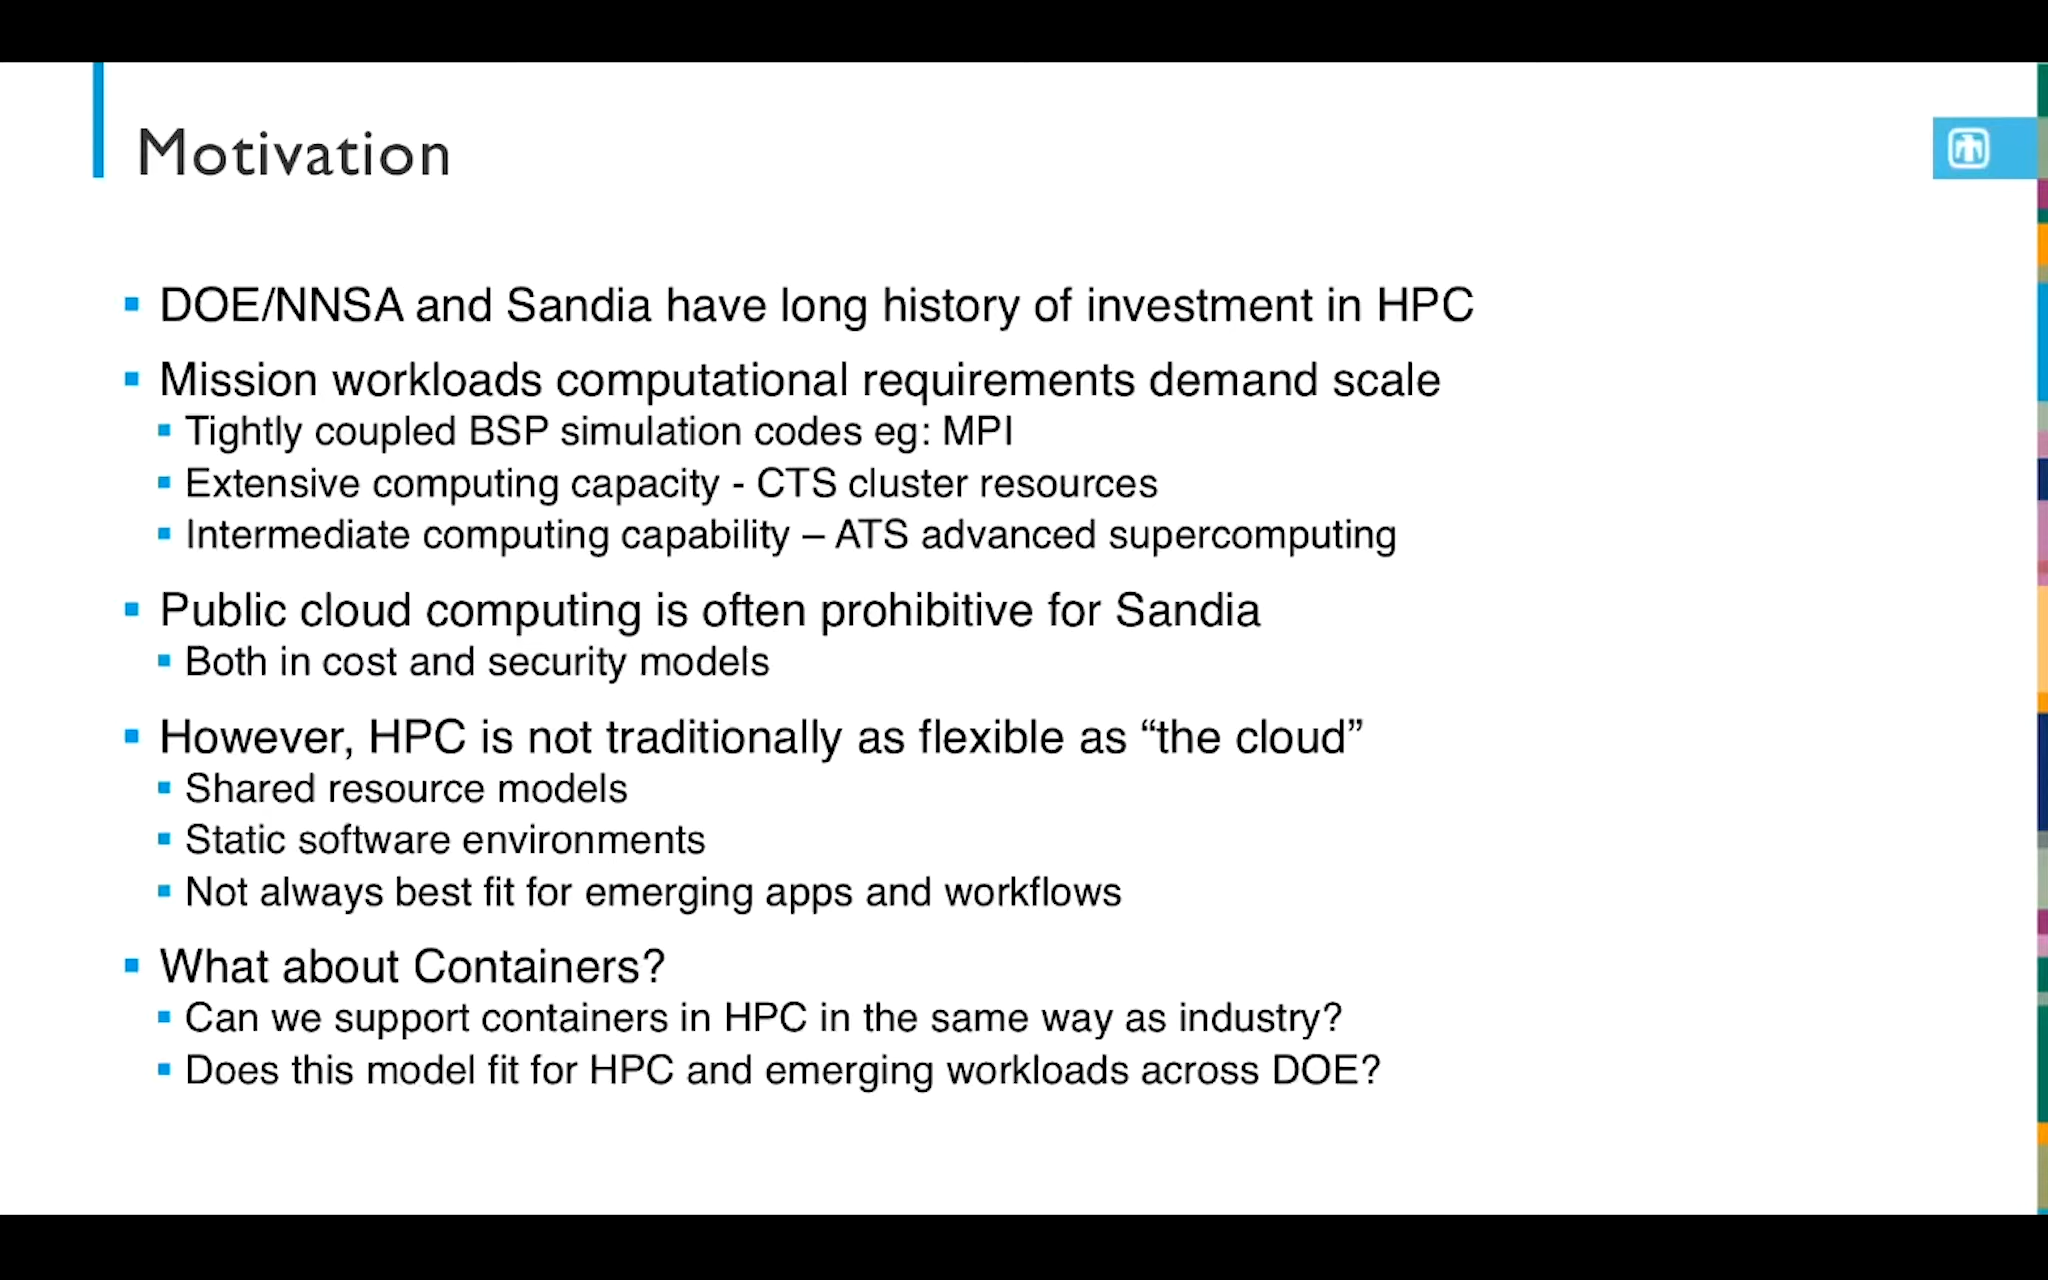 Motivation
DOE/NNSA and Sandia have long history of investment in HPC
Mission workloads computational requirements demand scale
Tightly coupled BSP simulation codes eg: MPI
Extensive computing capacity - CTS cluster resources
Intermediate computing capability – ATS advanced supercomputing
Public cloud computing is often prohibitive for Sandia
Both in cost and security models
However, HPC is not traditionally as flexible as “the cloud”
Shared resource models
Static software environments
Not always best fit for emerging apps and workflows
What about Containers?
Can we support containers in HPC in the same way as industry?
Does this model fit for HPC and emerging workloads across DOE?